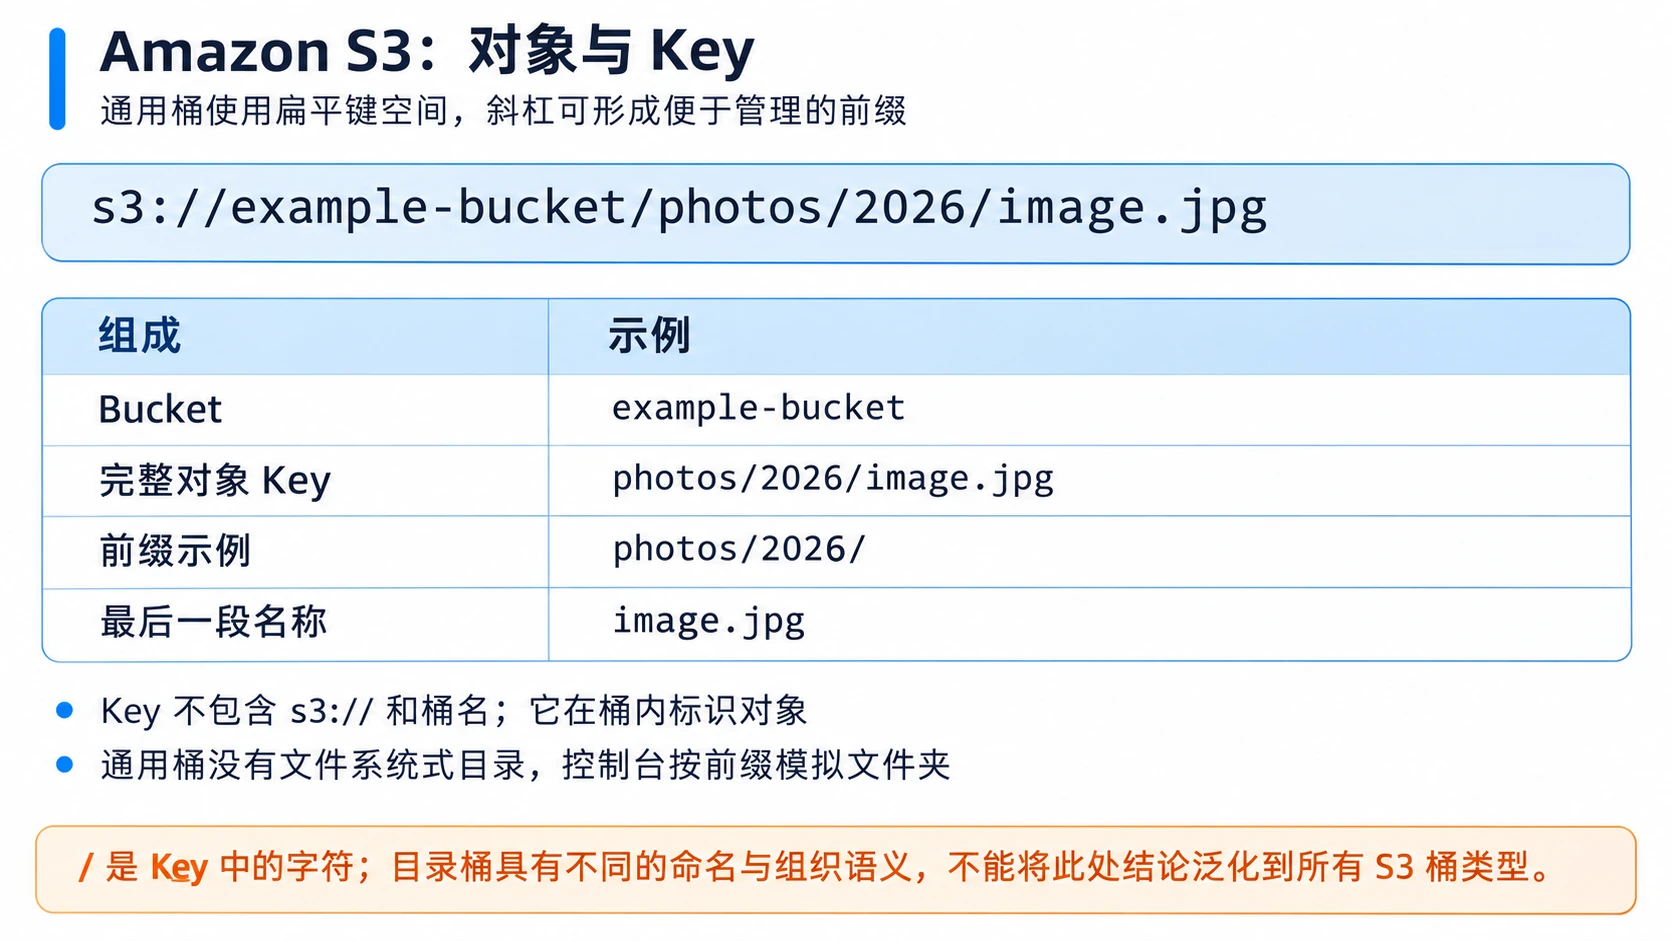 Amazon S3：对象与 Key
通用桶使用扁平键空间，斜杠可形成便于管理的前缀
s3://example-bucket/photos/2026/image.jpg
组成 示例
Bucket example-bucket
完整对象 Key photos/2026/image.jpg
前缀示例 photos/2026/
最后一段名称 image.jpg
Key 不包含 s3:// 和桶名；它在桶内标识对象
通用桶没有文件系统式目录，控制台按前缀模拟文件夹
/ 是 Key 中的字符；目录桶具有不同的命名与组织语义，不能将此处结论泛化到所有 S3 桶类型。